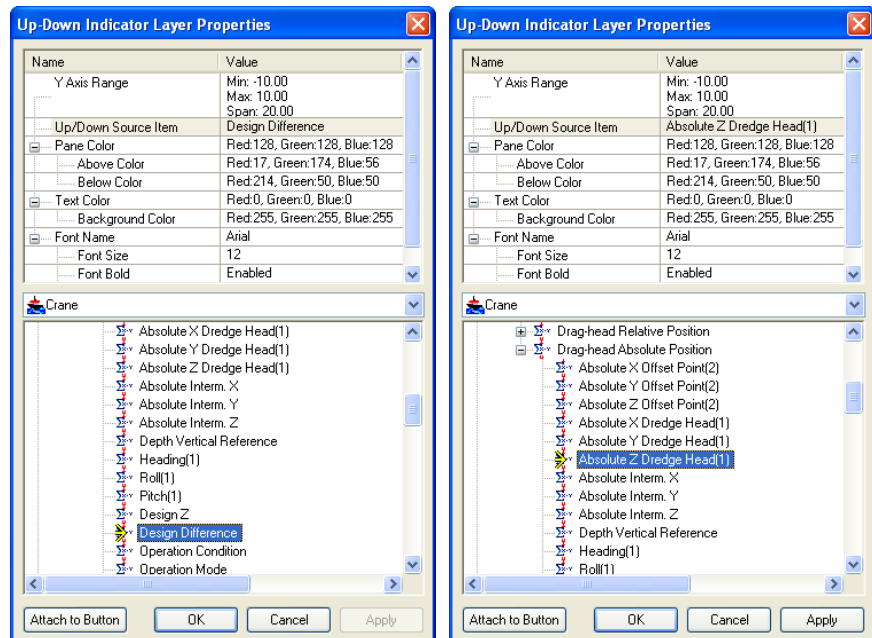 Up-Down Indicator Layer Properties
Name Value
Y Axis Range Min: -10.00
Max: 10.00
Span: 20.00
Up/Down Source Item Design Difference
Pane Color Red:128, Green:128, Blue:128
Above Color Red:17, Green:174, Blue:56
Below Color Red:214, Green:50, Blue:50
Text Color Red:0, Green:0, Blue:0
Background Color Red:255, Green:255, Blue:255
Font Name Arial
Font Size 12
Font Bold Enabled
Crane
Absolute X Dredge Head(1)
Absolute Y Dredge Head(1)
Absolute Z Dredge Head(1)
Absolute Interm. X
Absolute Interm. Y
Absolute Interm. Z
Depth Vertical Reference
Heading(1)
Roll(1)
Pitch(1)
Design Z
Design Difference
Operation Condition
Operation Mode
Attach to Button OK Cancel Apply
Up-Down Indicator Layer Properties
Name Value
Y Axis Range Min: -10.00
Max: 10.00
Span: 20.00
Up/Down Source Item Absolute Z Dredge Head(1)
Pane Color Red:128, Green:128, Blue:128
Above Color Red:17, Green:174, Blue:56
Below Color Red:214, Green:50, Blue:50
Text Color Red:0, Green:0, Blue:0
Background Color Red:255, Green:255, Blue:255
Font Name Arial
Font Size 12
Font Bold Enabled
Crane
Drag-head Relative Position
Drag-head Absolute Position
Absolute X Offset Point(2)
Absolute Y Offset Point(2)
Absolute Z Offset Point(2)
Absolute X Dredge Head(1)
Absolute Y Dredge Head(1)
Absolute Z Dredge Head(1)
Absolute Interm. X
Absolute Interm. Y
Absolute Interm. Z
Depth Vertical Reference
Heading(1)
Roll(1)
Attach to Button OK Cancel Apply